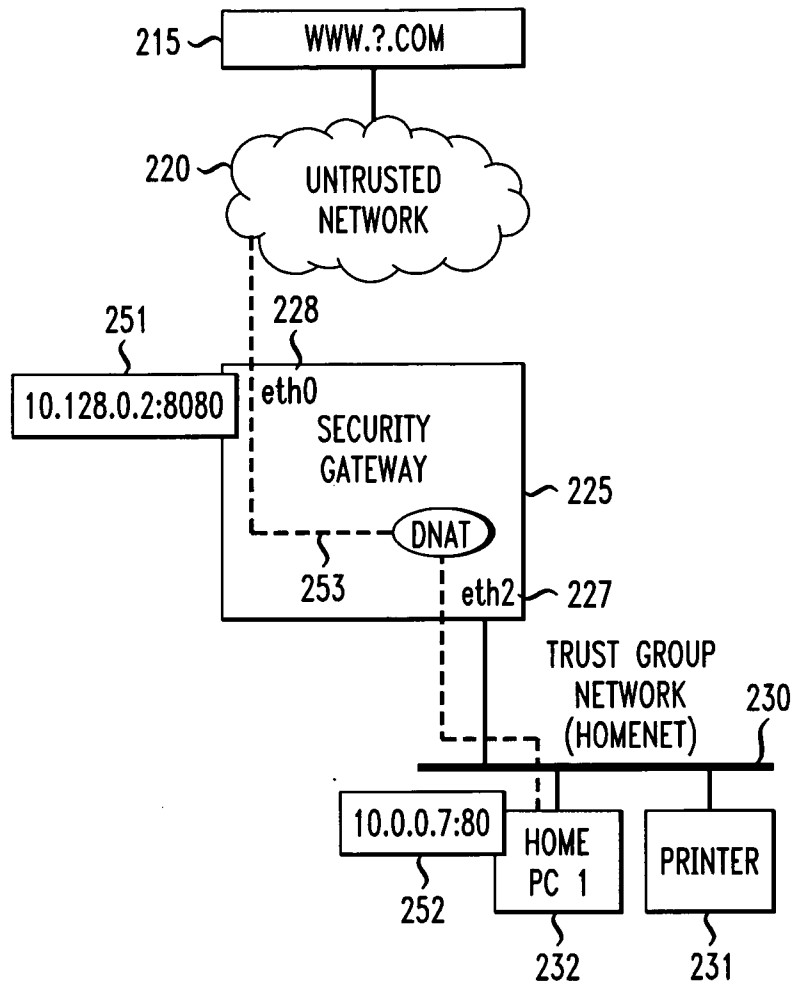 215
WWW.?.COM
220
UNTRUSTED
NETWORK
251
228
10.128.0.2:8080
eth0
SECURITY
GATEWAY
225
DNAT
253
eth2
227
TRUST GROUP
NETWORK
(HOMENET)
230
10.0.0.7:80
HOME
PC 1
PRINTER
252
232
231